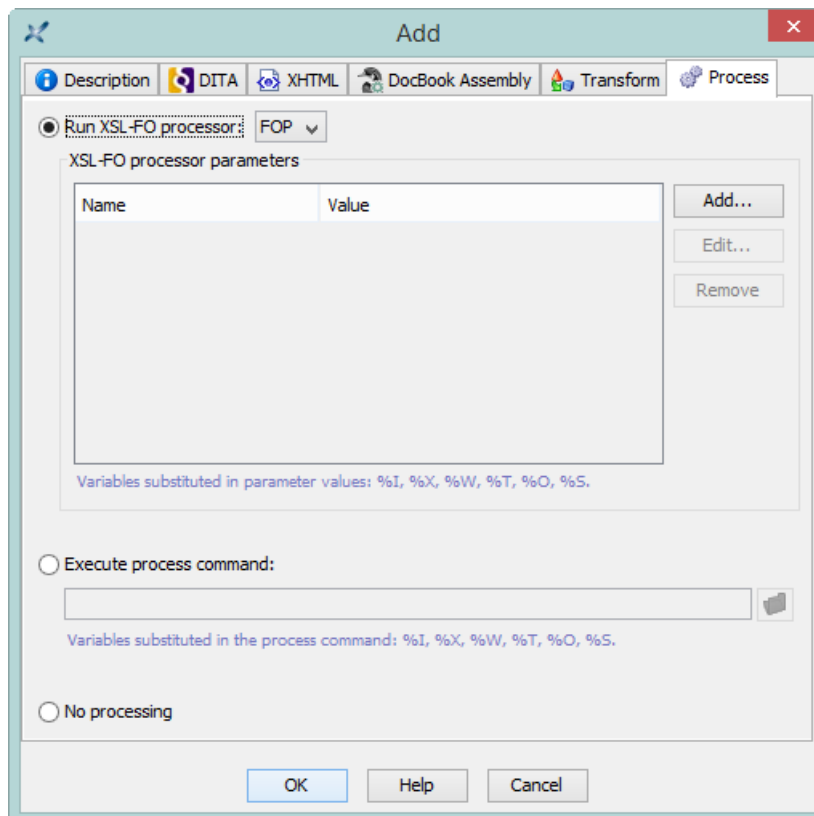 Add
Description DITA XHTML DocBook Assembly Transform Process
Run XSL-FO processor: FOP
XSL-FO processor parameters
Name Value Add...
Edit...
Remove
Variables substituted in parameter values: %I, %X, %W, %T, %O, %S.
Execute process command:
Variables substituted in the process command: %I, %X, %W, %T, %O, %S.
No processing
OK Help Cancel